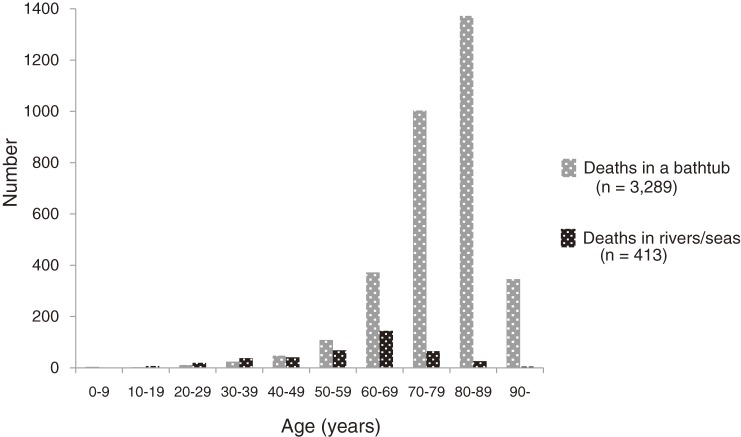 1400
1200
1000
800
600
400
200
0
Number
0-9 10-19 20-29 30-39 40-49 50-59 60-69 70-79 80-89 90-
Age (years)
Deaths in a bathtub
(n = 3,289)
Deaths in rivers/seas
(n = 413)